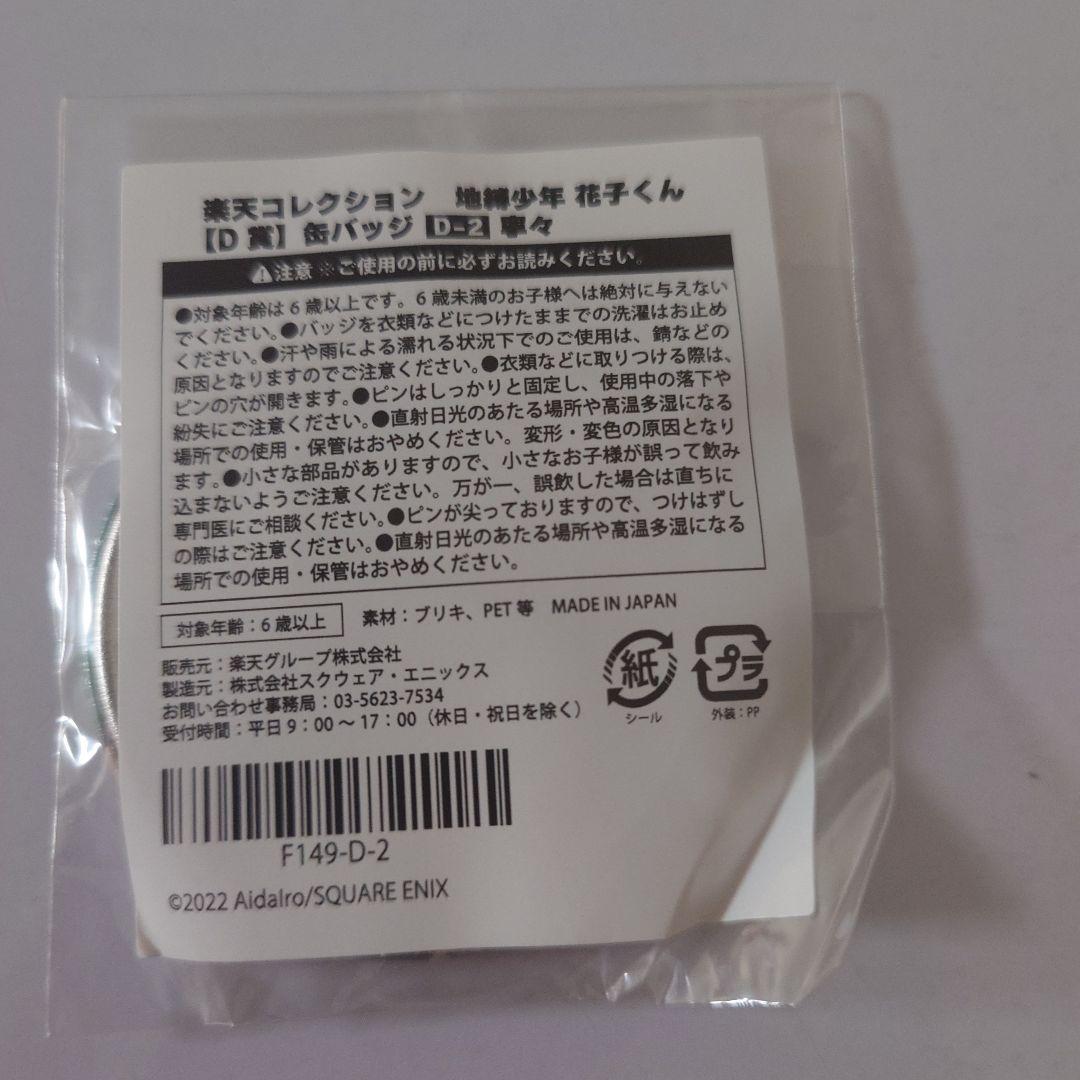 楽天コレクション 地縛少年 花子くん
【D 賞】缶バッジ D-2 寧々
⚠注意 ※ご使用の前に必ずお読みください。
●対象年齢は6歳以上です。6歳未満のお子様へは絶対に与えない
でください。●バッジを衣類などにつけたままでの洗濯はお止め
ください。●汗や雨による濡れる状況下でのご使用は、錆などの
原因となりますのでご注意ください。●衣類などに取りつける際は、
ピンの穴が開きます。●ピンはしっかりと固定し、使用中の落下や
紛失にご注意ください。●直射日光のあたる場所や高温多湿になる
場所での使用・保管はおやめください。変形・変色の原因となり
ます。●小さな部品がありますので、小さなお子様が誤って飲み
込まないようご注意ください。万が一、誤飲した場合は直ちに
専門医にご相談ください。●ピンが尖っておりますので、つけはずし
の際はご注意ください。●直射日光のあたる場所や高温多湿になる
場所での使用・保管はおやめください。
対象年齢:6歳以上 素材:ブリキ、PET等 MADE IN JAPAN
販売元:楽天グループ株式会社
製造元:株式会社スクウェア・エニックス
お問い合わせ事務局:03-5623-7534
受付時間:平日9:00～17:00(休日・祝日を除く)
紙 プラ
シール 外装:PP
F149-D-2
©2022 AidaIro/SQUARE ENIX